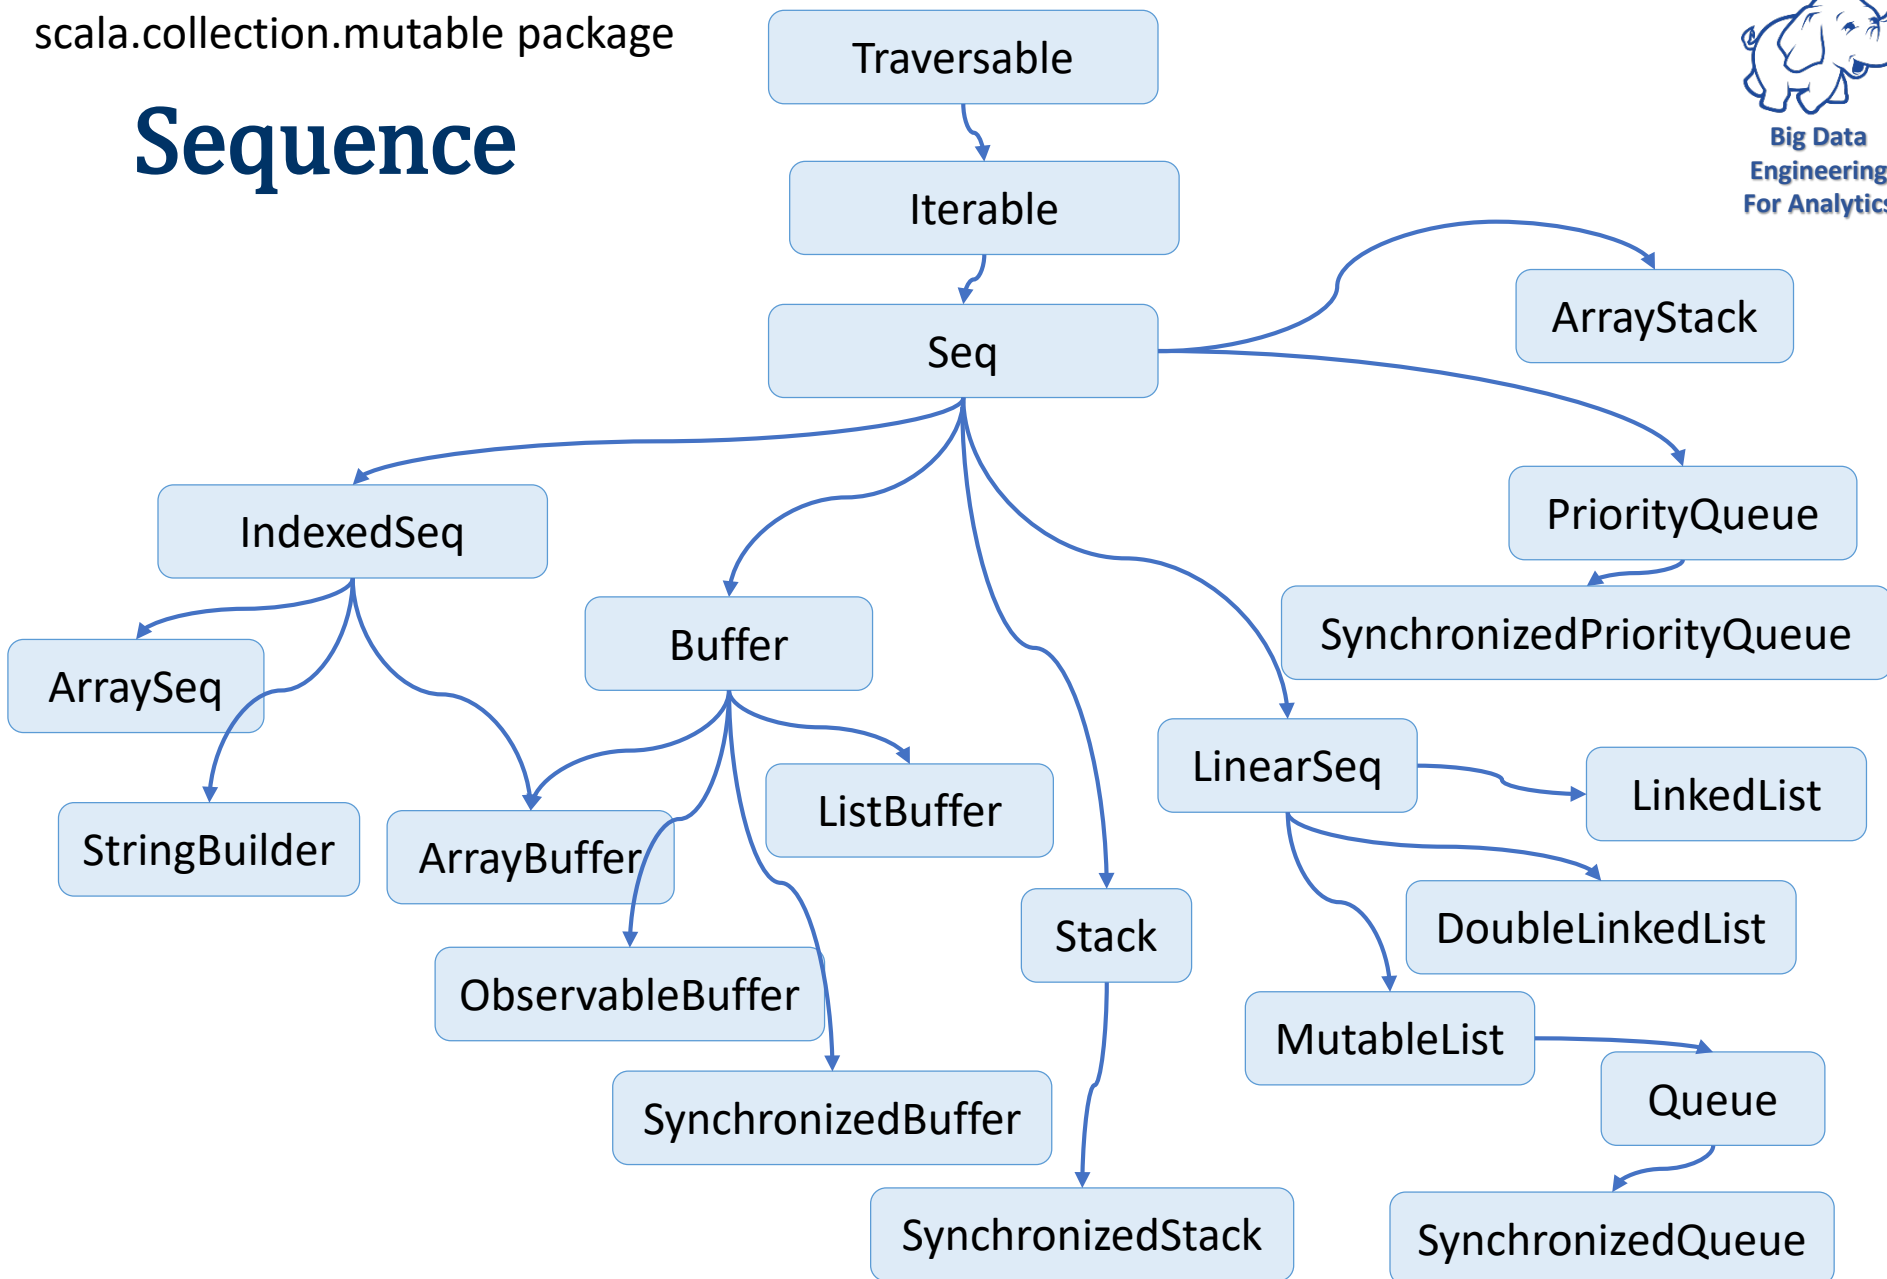 scala.collection.mutable package
Sequence
Traversable
Big Data
Engineering
For Analytics
Iterable
ArrayStack
Seq
IndexedSeq
PriorityQueue
Buffer
SynchronizedPriorityQueue
ArraySeq
LinearSeq
LinkedList
ListBuffer
StringBuilder
ArrayBuffer
Stack
DoubleLinkedList
ObservableBuffer
MutableList
Queue
SynchronizedBuffer
SynchronizedStack
SynchronizedQueue